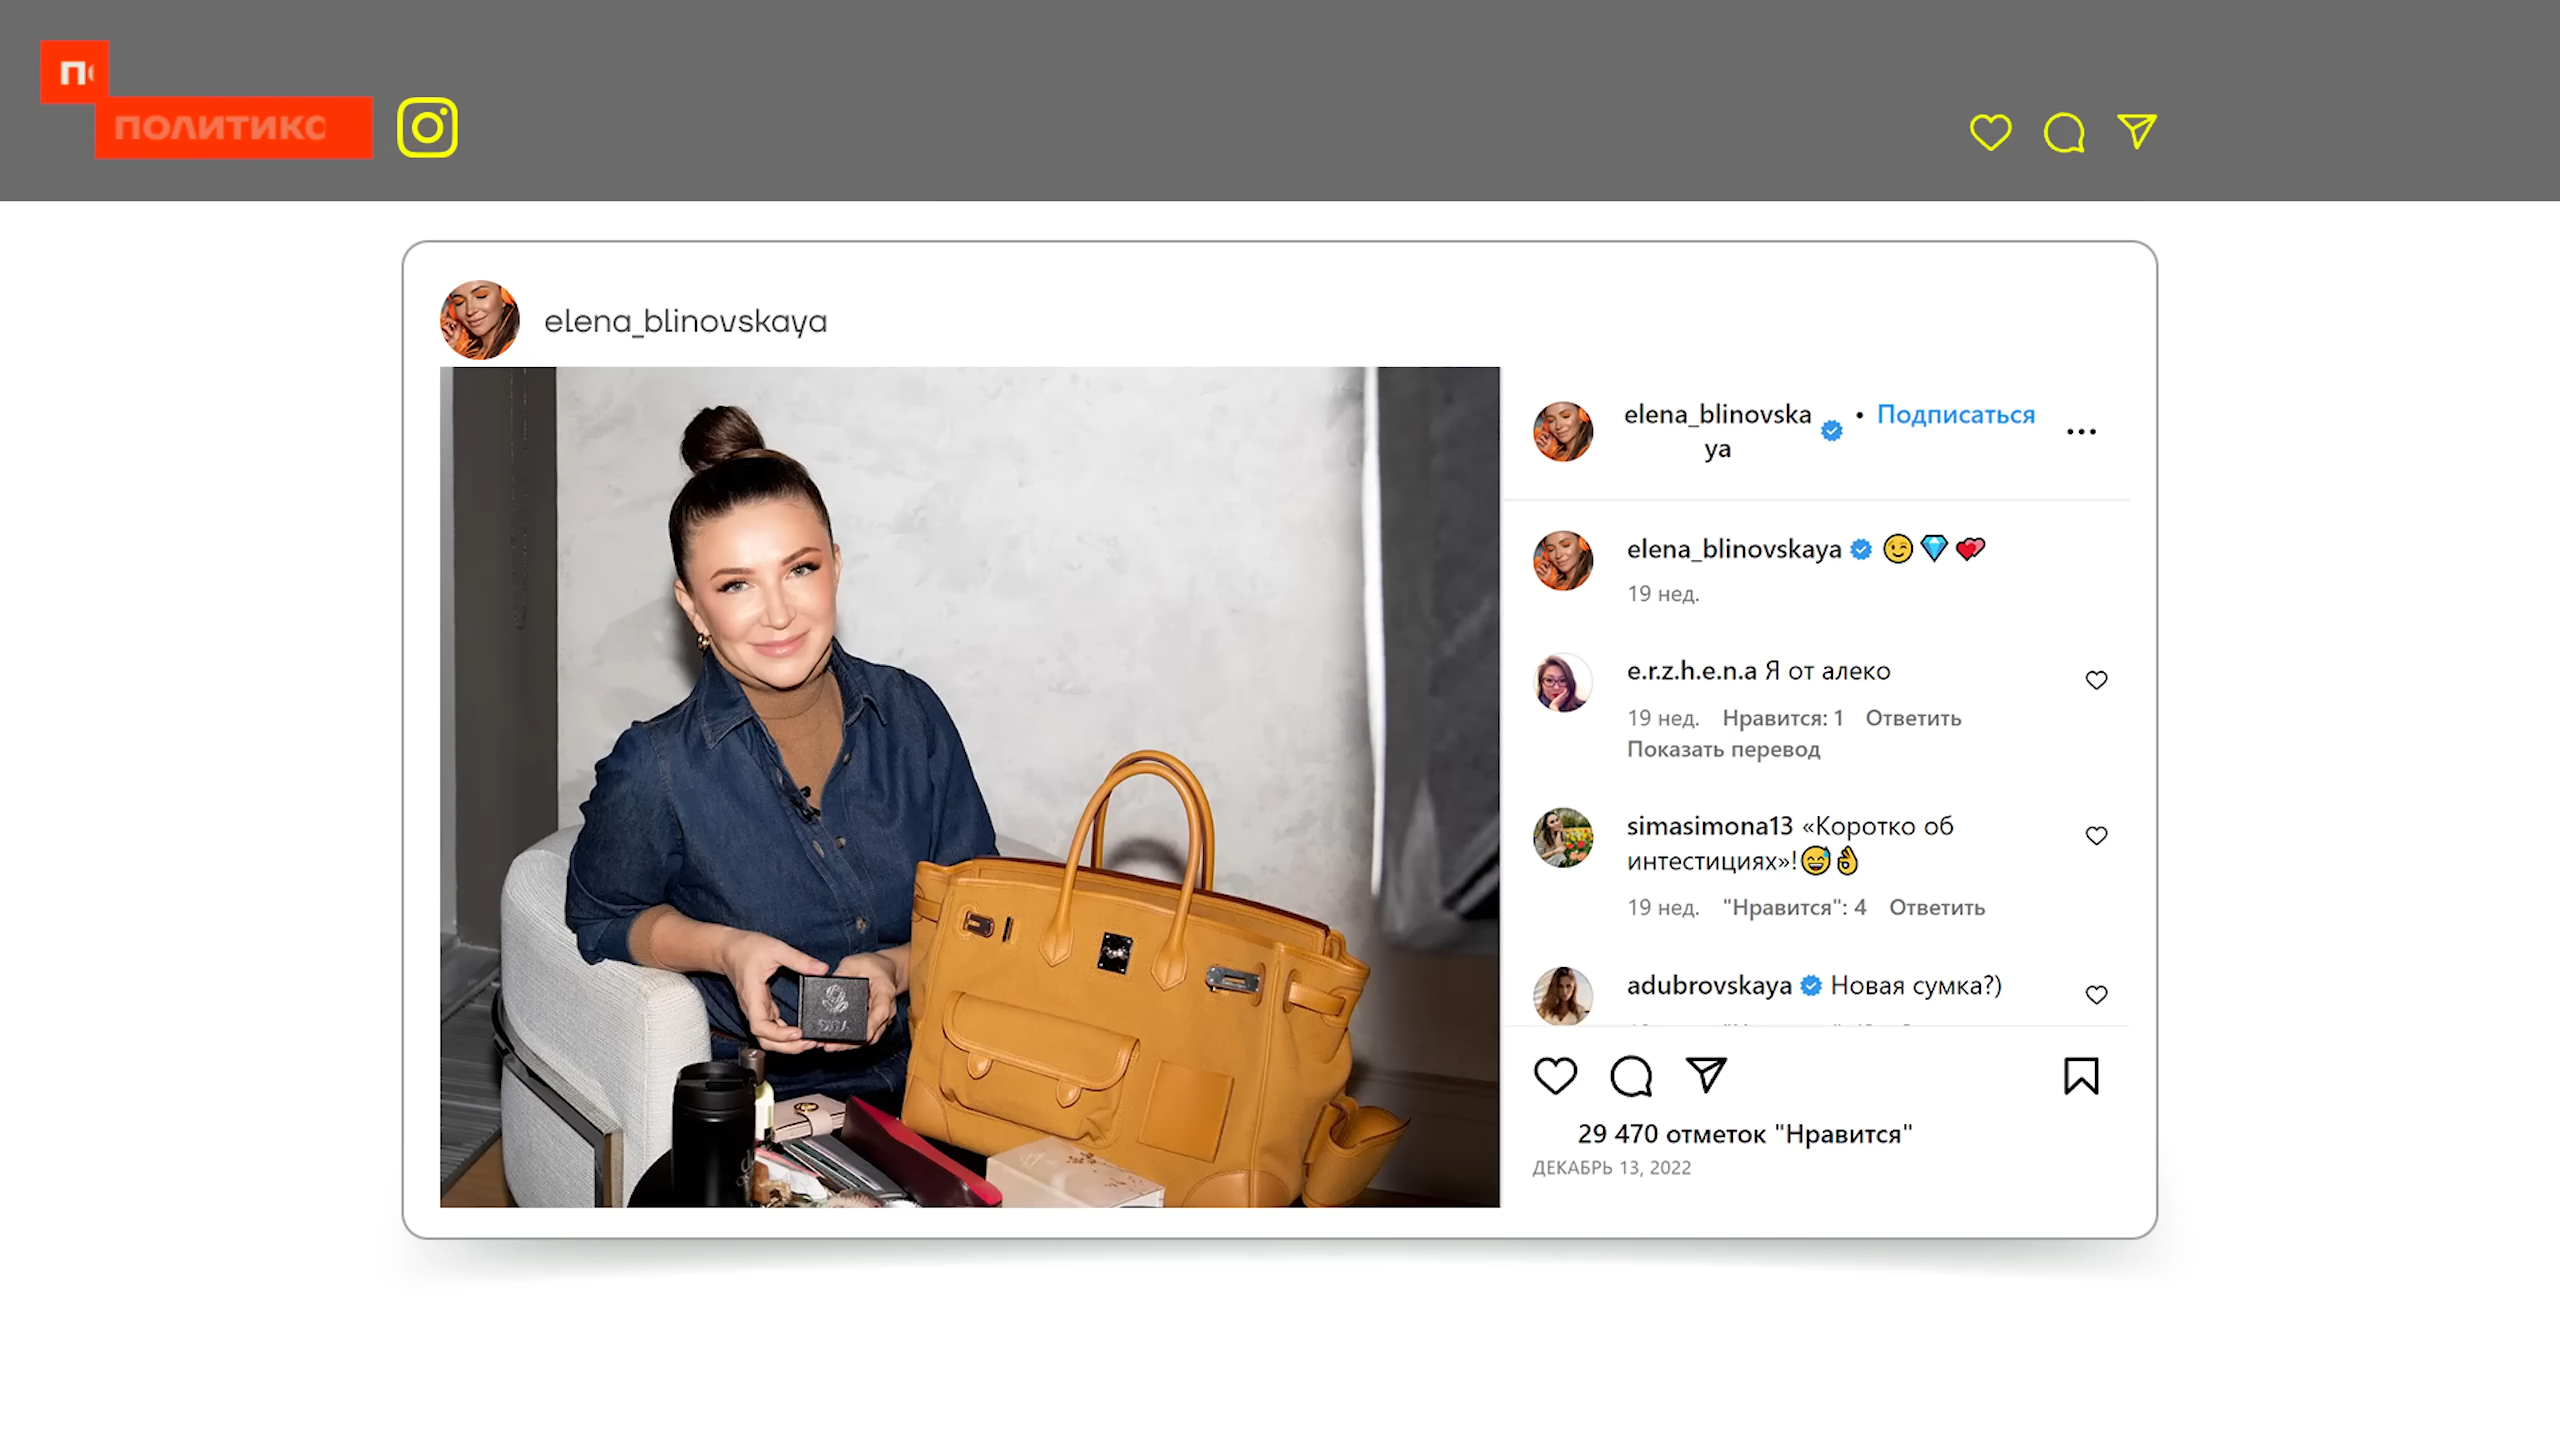 ПОЛИТИКС
elena_blinovskaya
elena_blinovska
ya
• Подписаться
elena_blinovskaya 😉💎💕
19 нед.
e.r.z.h.e.n.a Я от алеко
19 нед. Нравится: 1 Ответить
Показать перевод
simasimona13 «Коротко об
интестициях»!😅👌
19 нед. "Нравится": 4 Ответить
adubrovskaya Новая сумка?)
29 470 отметок "Нравится"
ДЕКАБРЬ 13, 2022